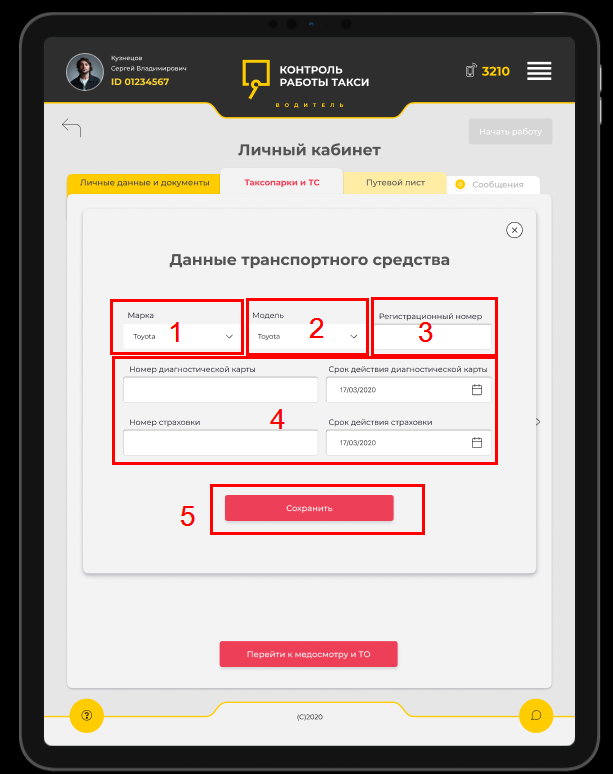 Кузнецов
Сергей Владимирович
ID 01234567
КОНТРОЛЬ
РАБОТЫ ТАКСИ
ВОДИТЕЛЬ
3210
Начать работу
Личный кабинет
Личные данные и документы
Таксопарки и ТС
Путевой лист
0 Сообщения
Данные транспортного средства
Марка
Toyota
1
Модель
Toyota
2
Регистрационный номер
3
Номер диагностической карты
Срок действия диагностической карты
17/03/2020
4
Номер страховки
Срок действия страховки
17/03/2020
5
Сохранить
Перейти к медосмотру и ТО
?
(C)2020